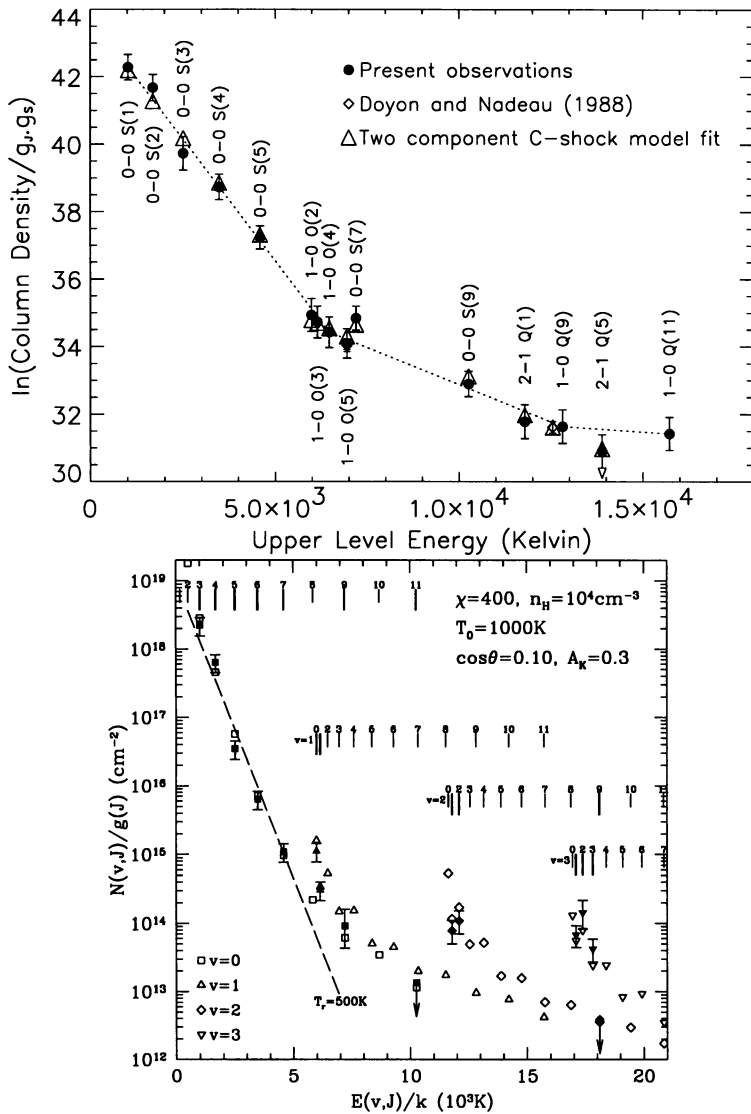 ln(Column Density/g_J.g_S)
42
40
38
36
34
32
30
● Present observations
◇ Doyon and Nadeau (1988)
△ Two component C-shock model fit
0-0 S(1)
0-0 S(2)
0-0 S(3)
0-0 S(4)
0-0 S(5)
1-0 O(2)
1-0 O(4)
0-0 S(7)
1-0 O(3)
1-0 O(5)
0-0 S(9)
2-1 Q(1)
1-0 Q(9)
2-1 Q(5)
1-0 Q(11)
0 5.0×10³ 1.0×10⁴ 1.5×10⁴
Upper Level Energy (Kelvin)
N(v,J)/g(J) (cm⁻²)
10¹⁹
10¹⁸
10¹⁷
10¹⁶
10¹⁵
10¹⁴
10¹³
10¹²
2 3 4 5 6 7 8 9 10 11
χ=400, n_H=10⁴cm⁻³
T₀=1000K
cosθ=0.10, A_K=0.3
v=1 0 2 3 4 5 6 7 8 9 10 11
v=2 0 2 3 4 5 6 7 8 9 10
v=3 0 2 3 4 5 6 7
T_r=500K
□ v=0
△ v=1
◇ v=2
▽ v=3
0 5 10 15 20
E(v,J)/k (10³K)